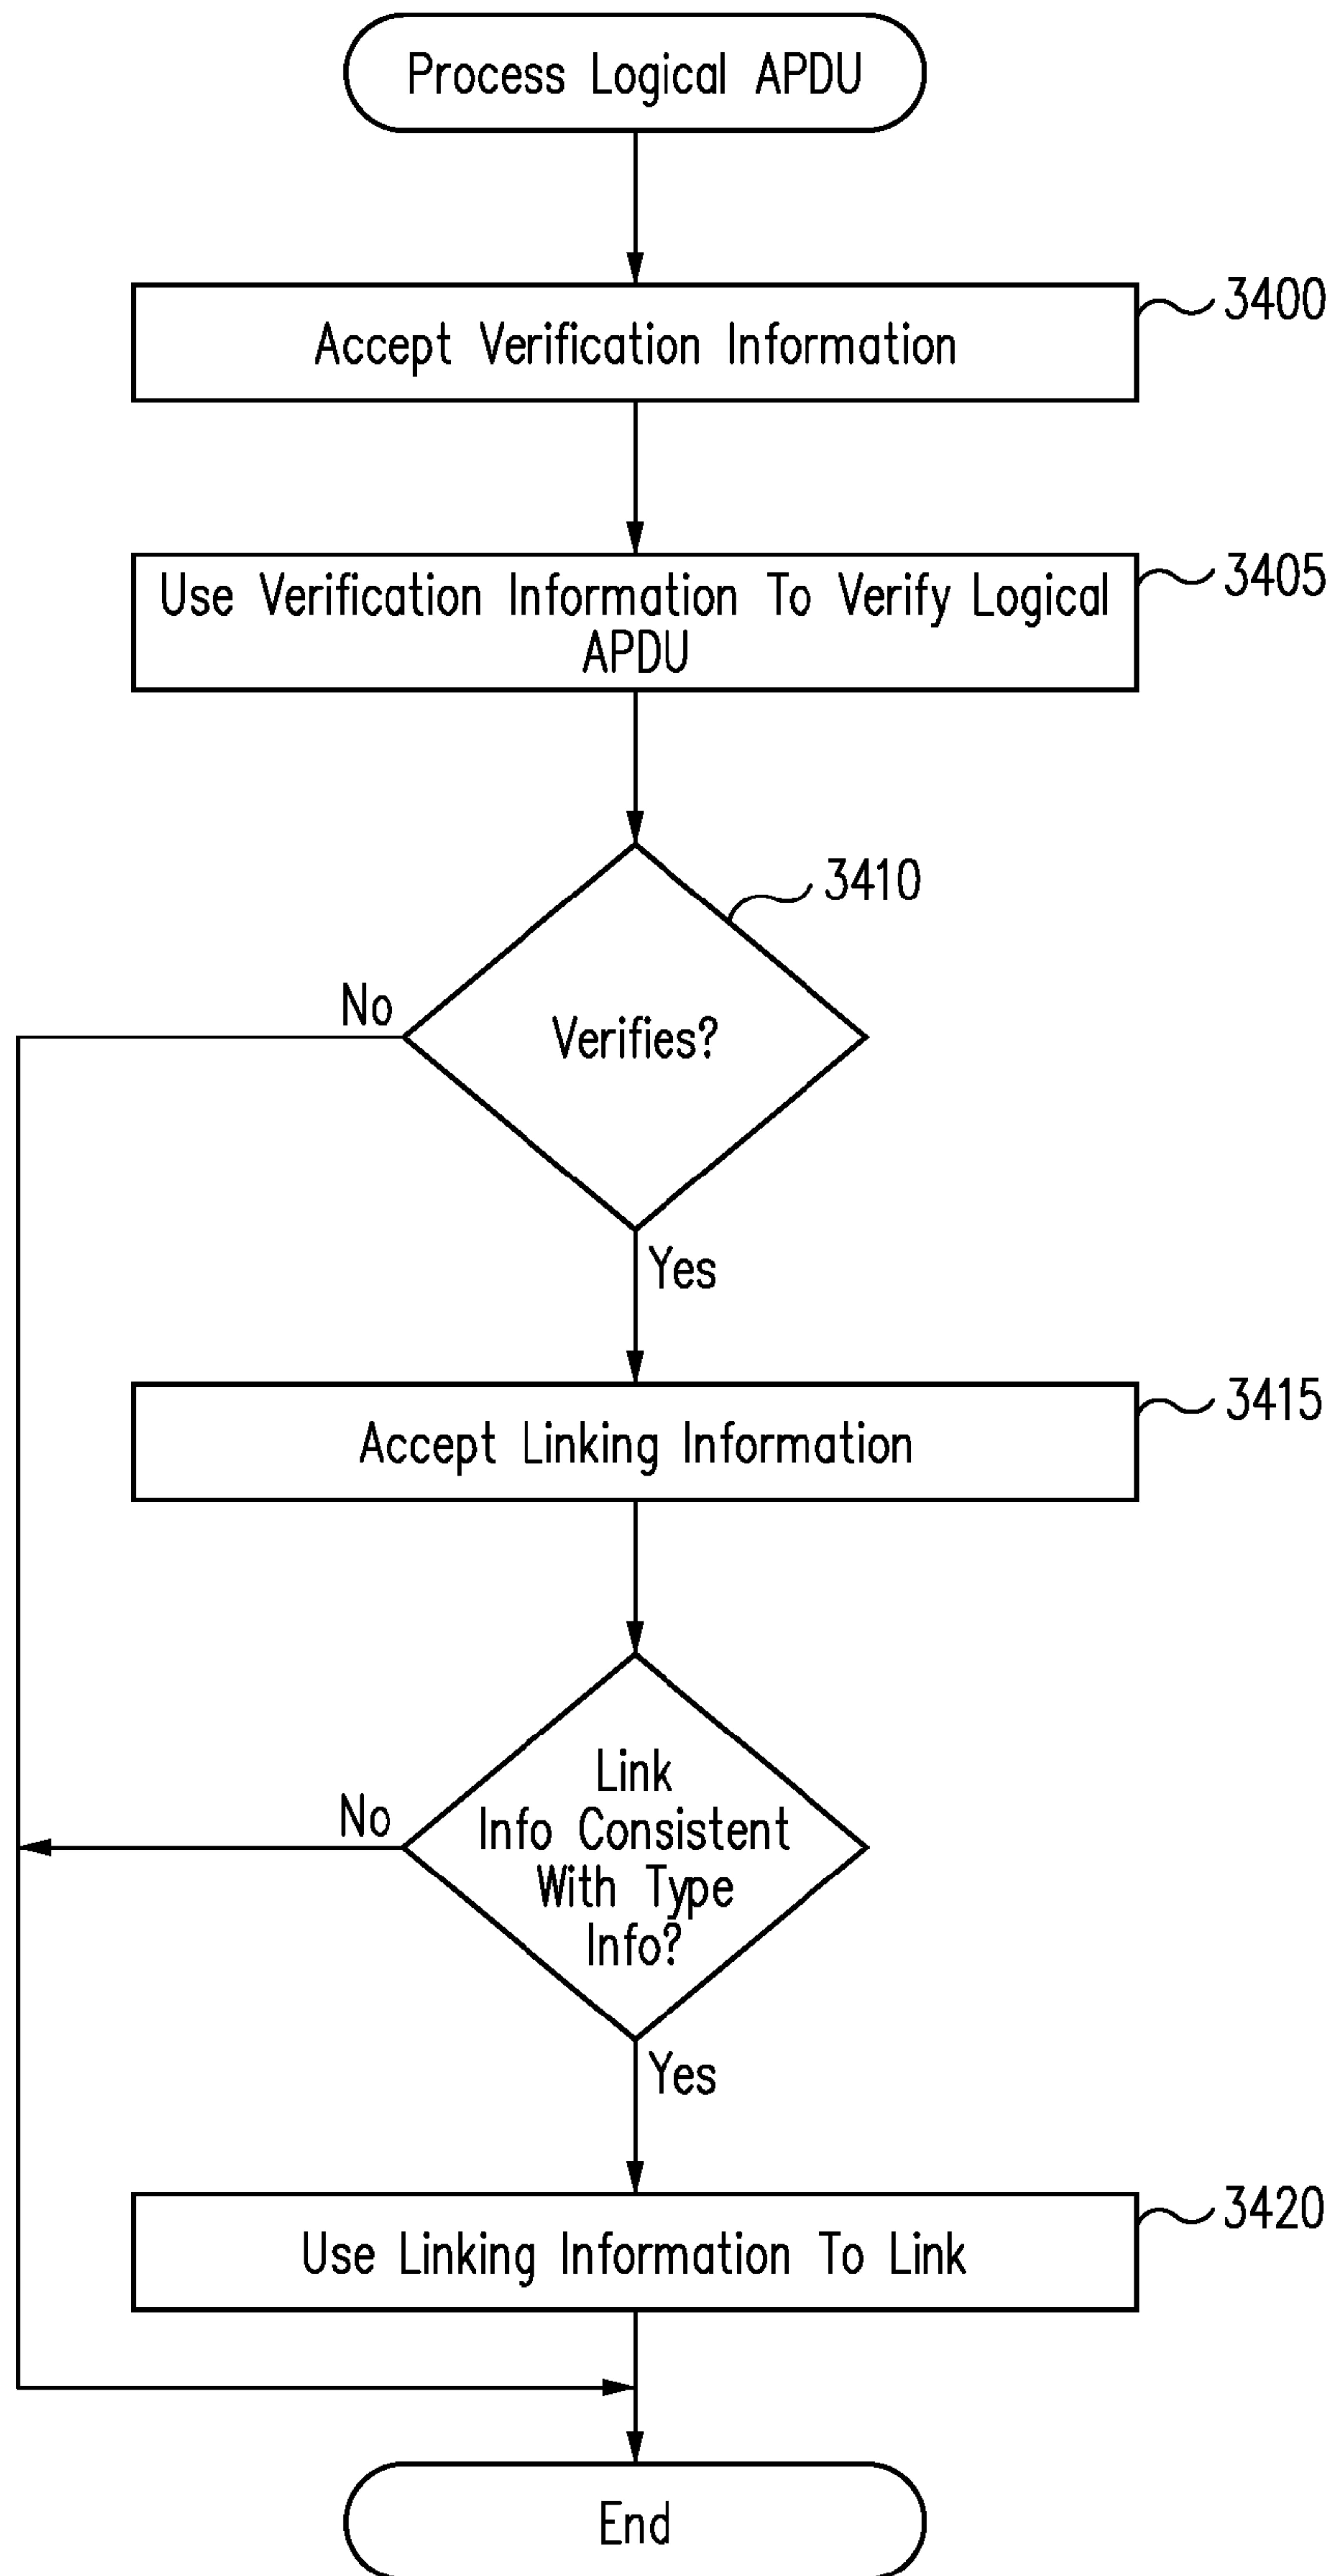 Process Logical APDU
Accept Verification Information
3400
Use Verification Information To Verify Logical
APDU
3405
3410
Verifies?
No
Yes
Accept Linking Information
3415
Link
Info Consistent
With Type
Info?
No
Yes
Use Linking Information To Link
3420
End